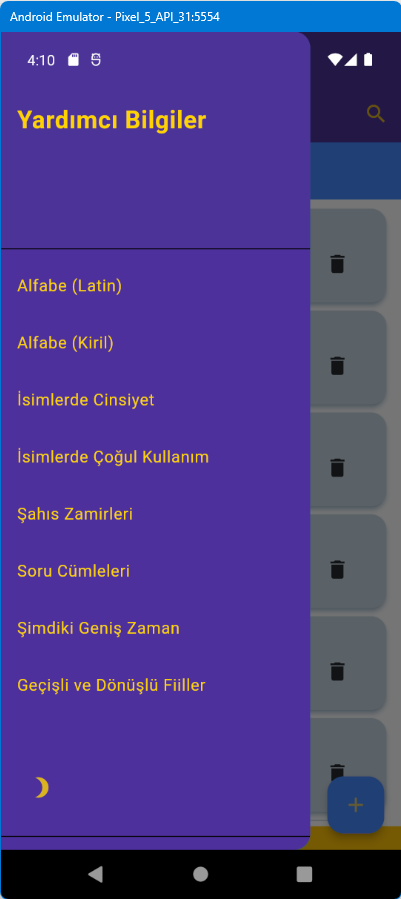 Android Emulator - Pixel_5_API_31:5554
4:10
Yardımcı Bilgiler
Alfabe (Latin)
Alfabe (Kiril)
İsimlerde Cinsiyet
İsimlerde Çoğul Kullanım
Şahıs Zamirleri
Soru Cümleleri
Şimdiki Geniş Zaman
Geçişli ve Dönüşlü Fiiller